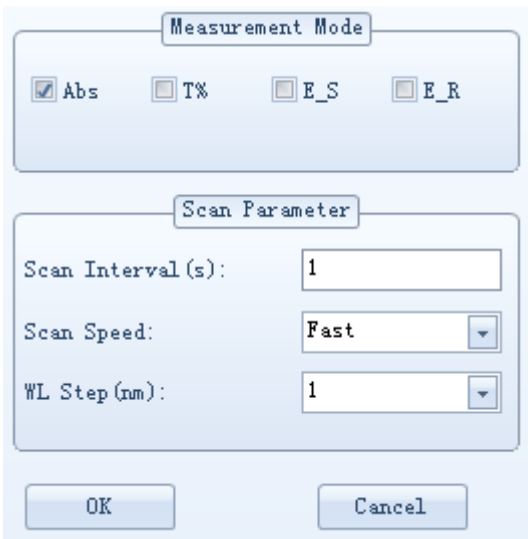 Measurement Mode
Abs T% E_S E_R
Scan Parameter
Scan Interval(s): 1
Scan Speed: Fast
WL Step(nm): 1
OK Cancel